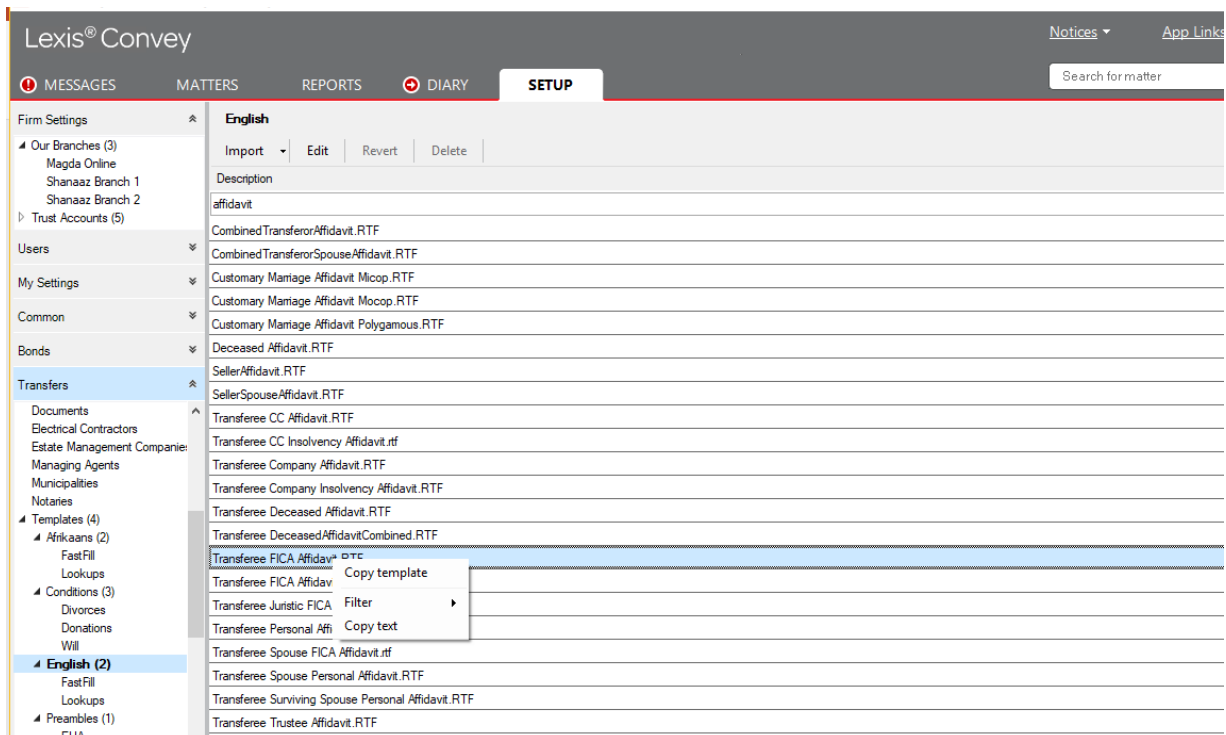 Lexis® Convey
Notices
App Links
MESSAGES
MATTERS
REPORTS
DIARY
SETUP
Search for matter
Firm Settings
Our Branches (3)
Magda Online
Shanaaz Branch 1
Shanaaz Branch 2
Trust Accounts (5)
Users
My Settings
Common
Bonds
Transfers
Documents
Electrical Contractors
Estate Management Companies
Managing Agents
Municipalities
Notaries
Templates (4)
Afrikaans (2)
FastFill
Lookups
Conditions (3)
Divorces
Donations
Will
English (2)
FastFill
Lookups
Preambles (1)
English
Import
Edit
Revert
Delete
Description
affidavit
CombinedTransferorAffidavit.RTF
CombinedTransferorSpouseAffidavit.RTF
Customary Marriage Affidavit Micop.RTF
Customary Marriage Affidavit Mocop.RTF
Customary Marriage Affidavit Polygamous.RTF
Deceased Affidavit.RTF
SellerAffidavit.RTF
SellerSpouseAffidavit.RTF
Transferee CC Affidavit.RTF
Transferee CC Insolvency Affidavit.rtf
Transferee Company Affidavit.RTF
Transferee Company Insolvency Affidavit.RTF
Transferee Deceased Affidavit.RTF
Transferee DeceasedAffidavitCombined.RTF
Transferee FICA Affidavit.RTF
Transferee FICA Affidavi
Transferee Juristic FICA
Transferee Personal Affi
Transferee Spouse FICA Affidavit.rtf
Transferee Spouse Personal Affidavit.RTF
Transferee Surviving Spouse Personal Affidavit.RTF
Transferee Trustee Affidavit.RTF
Copy template
Filter
Copy text